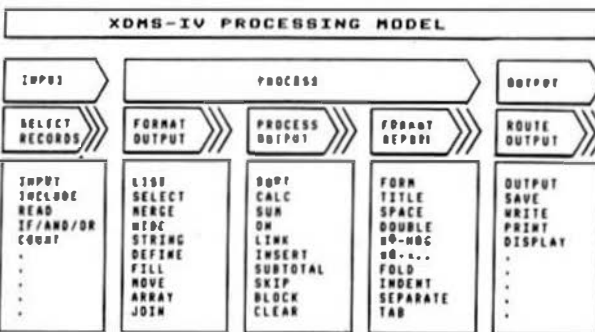 XDMS-IV PROCESSING MODEL
INPUT
PROCESS
OUTPUT
SELECT
RECORDS
FORMAT
OUTPUT
PROCESS
OUTPUT
FORMAT
REPORT
ROUTE
OUTPUT
INPUT
INCLUDE
READ
IF/AND/OR
COUNT
LIST
SELECT
MERGE
STRING
DEFINE
FILL
MOVE
ARRAY
JOIN
SORT
CALC
SUM
ON
LINK
INSERT
SUBTOTAL
SKIP
BLOCK
CLEAR
FORM
TITLE
SPACE
DOUBLE
FOLD
INDENT
SEPARATE
TAB
OUTPUT
SAVE
WRITE
PRINT
DISPLAY